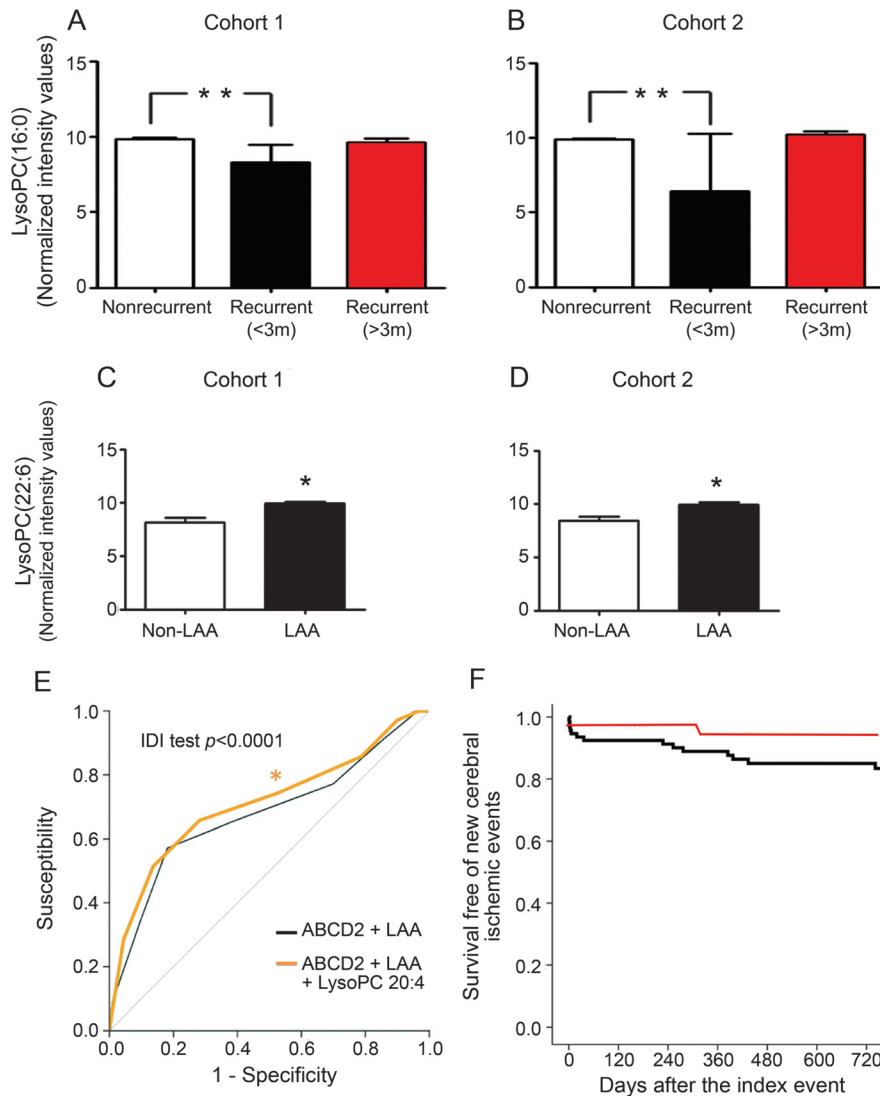 A
Cohort 1
LysoPC(16:0)
(Normalized intensity values)
15
10
5
0
* *
Nonrecurrent
Recurrent
(<3m)
Recurrent
(>3m)
B
Cohort 2
15
10
5
0
* *
Nonrecurrent
Recurrent
(<3m)
Recurrent
(>3m)
C
Cohort 1
LysoPC(22:6)
(Normalized intensity values)
15
10
5
0
*
Non-LAA
LAA
D
Cohort 2
15
10
5
0
*
Non-LAA
LAA
E
Susceptibility
1.0
0.8
0.6
0.4
0.2
0.0
IDI test p<0.0001
*
ABCD2 + LAA
ABCD2 + LAA
+ LysoPC 20:4
0.0 0.2 0.4 0.6 0.8 1.0
1 - Specificity
F
Survival free of new cerebral
ischemic events
1.0
0.8
0.6
0.4
0.2
0.0
0 120 240 360 480 600 720
Days after the index event